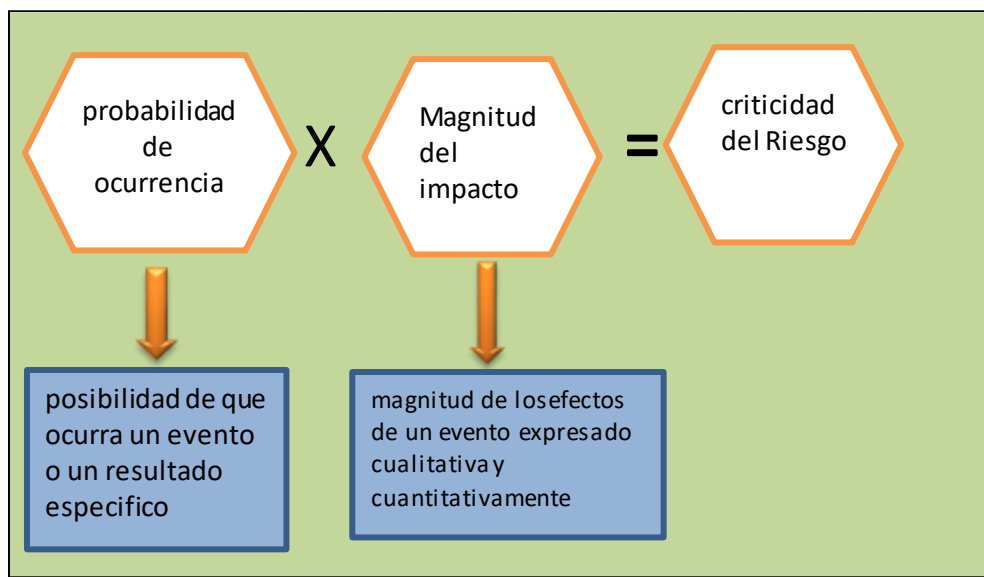 probabilidad
de
ocurrencia
X
Magnitud
del
impacto
=
criticidad
del Riesgo
posibilidad de que
ocurra un evento
o un resultado
especifico
magnitud de losefectos
de un evento expresado
cualitativa y
cuantitativamente